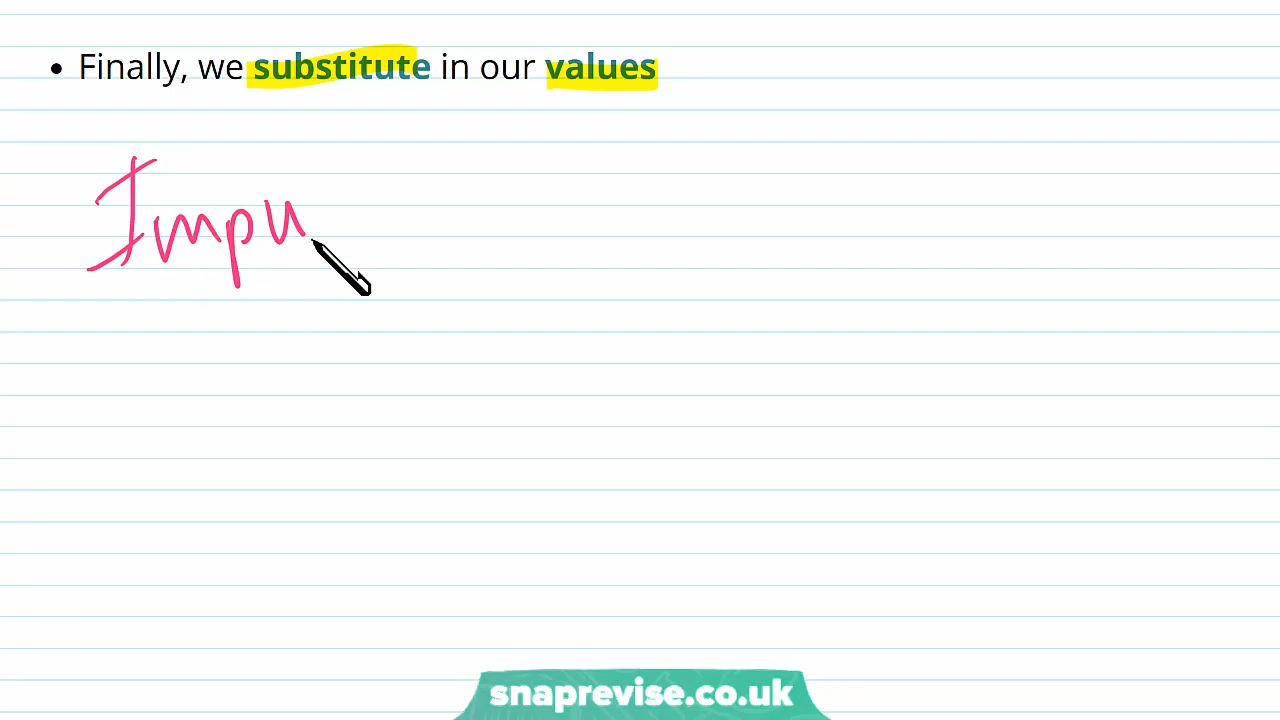 • Finally, we substitute in our values
Impu
snaprevise.co.uk